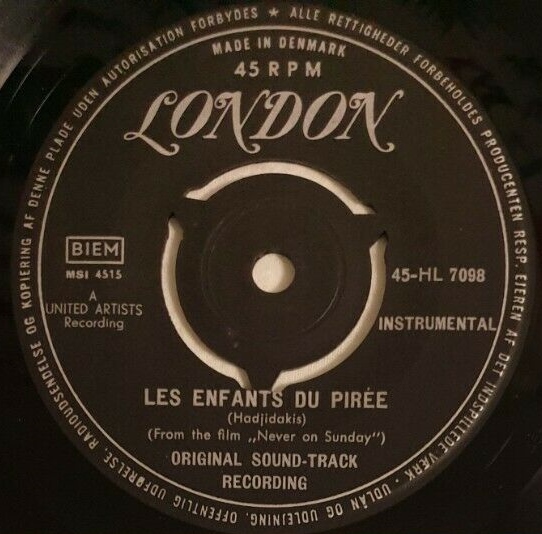 ALLE RETTIGHEDER FORBEHOLDES PRODUCENTEN RESP. EJEREN AF DET INDSPILLEDE VÆRK · UDLÅN OG UDLEJNING, OFFENTLIG UDFØRELSE, RADIOUDSENDELSE OG KOPIERING AF DENNE PLADE UDEN AUTORISATION FORBYDES ★
MADE IN DENMARK
45 RPM
LONDON
BIEM
MSI 4515
45-HL 7098
A
UNITED ARTISTS
Recording
INSTRUMENTAL
LES ENFANTS DU PIRÉE
(Hadjidakis)
(From the film „Never on Sunday")
ORIGINAL SOUND-TRACK
RECORDING